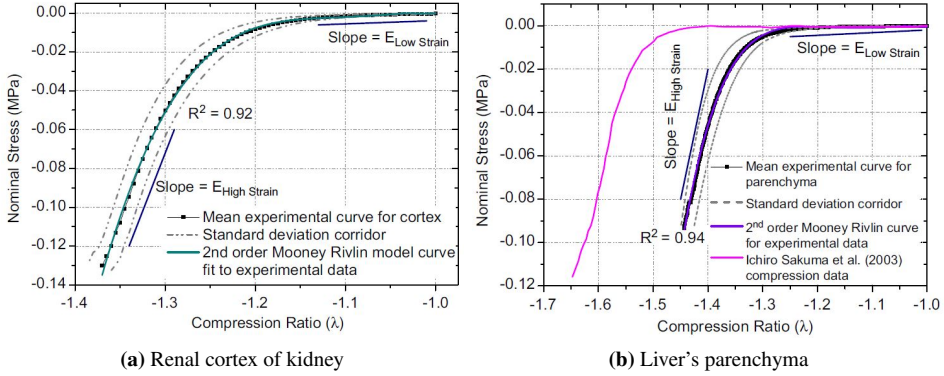 0.00
-0.02
-0.04
-0.06
-0.08
-0.10
-0.12
-0.14
Nominal Stress (MPa)
Slope = E Low Strain
R² = 0.92
Slope = E High Strain
Mean experimental curve for cortex
Standard deviation corridor
2nd order Mooney Rivlin model curve
fit to experimental data
-1.4 -1.3 -1.2 -1.1 -1.0
Compression Ratio (λ)
(a) Renal cortex of kidney
0.00
-0.02
-0.04
-0.06
-0.08
-0.10
-0.12
Nominal Stress (MPa)
Slope = E Low Strain
Slope = E High Strain
R² = 0.94
Mean experimental curve for
parenchyma
Standard deviation corridor
2nd order Mooney Rivlin curve
for experimental data
Ichiro Sakuma et al. (2003)
compression data
-1.7 -1.6 -1.5 -1.4 -1.3 -1.2 -1.1 -1.0
Compression Ratio (λ)
(b) Liver's parenchyma